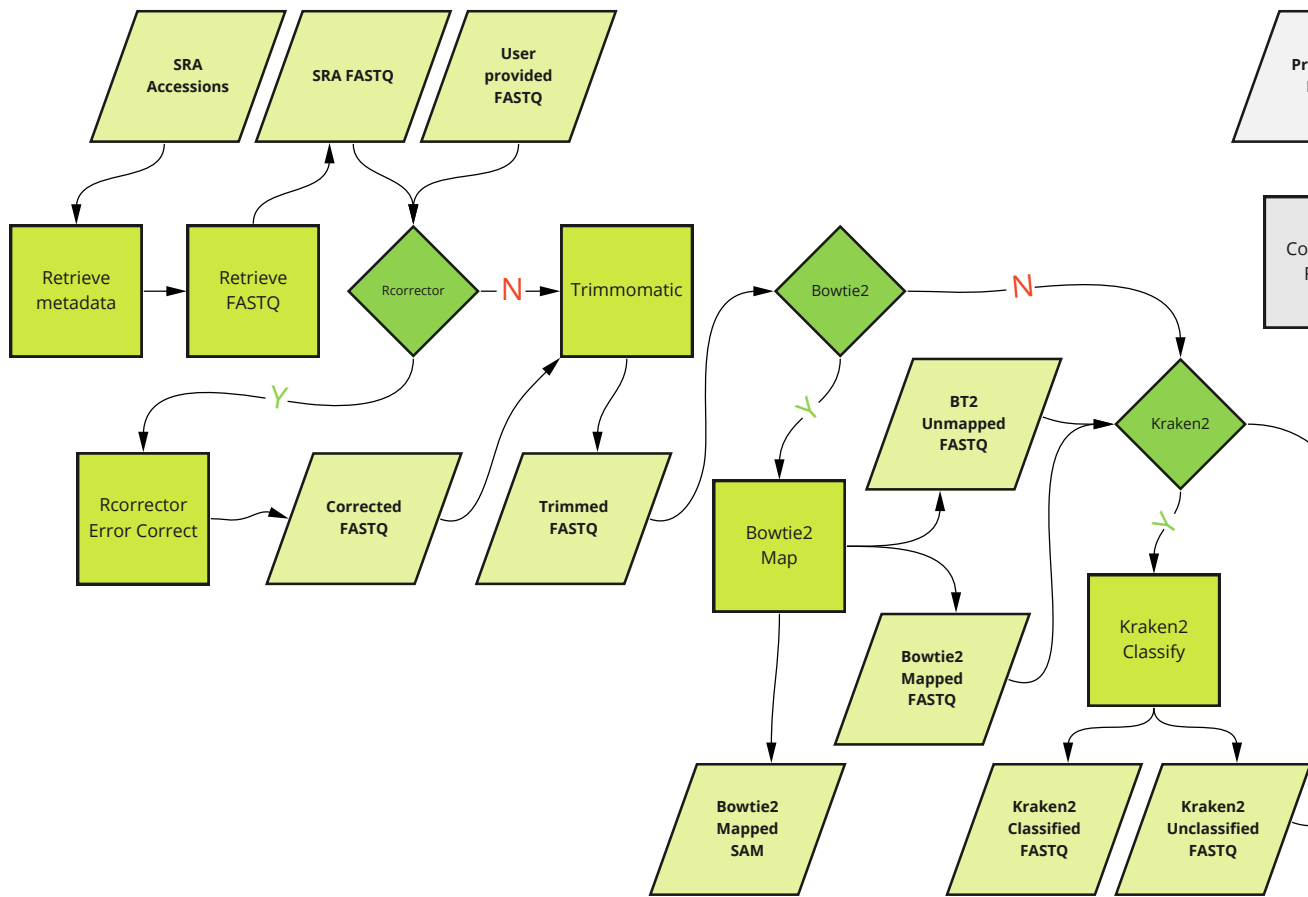 SRA
Accessions
SRA FASTQ
User
provided
FASTQ
Retrieve
metadata
Retrieve
FASTQ
Rcorrector
N
Trimmomatic
Bowtie2
N
Y
Y
BT2
Unmapped
FASTQ
Kraken2
Rcorrector
Error Correct
Corrected
FASTQ
Trimmed
FASTQ
Bowtie2
Map
Y
Bowtie2
Mapped
FASTQ
Kraken2
Classify
Bowtie2
Mapped
SAM
Kraken2
Classified
FASTQ
Kraken2
Unclassified
FASTQ